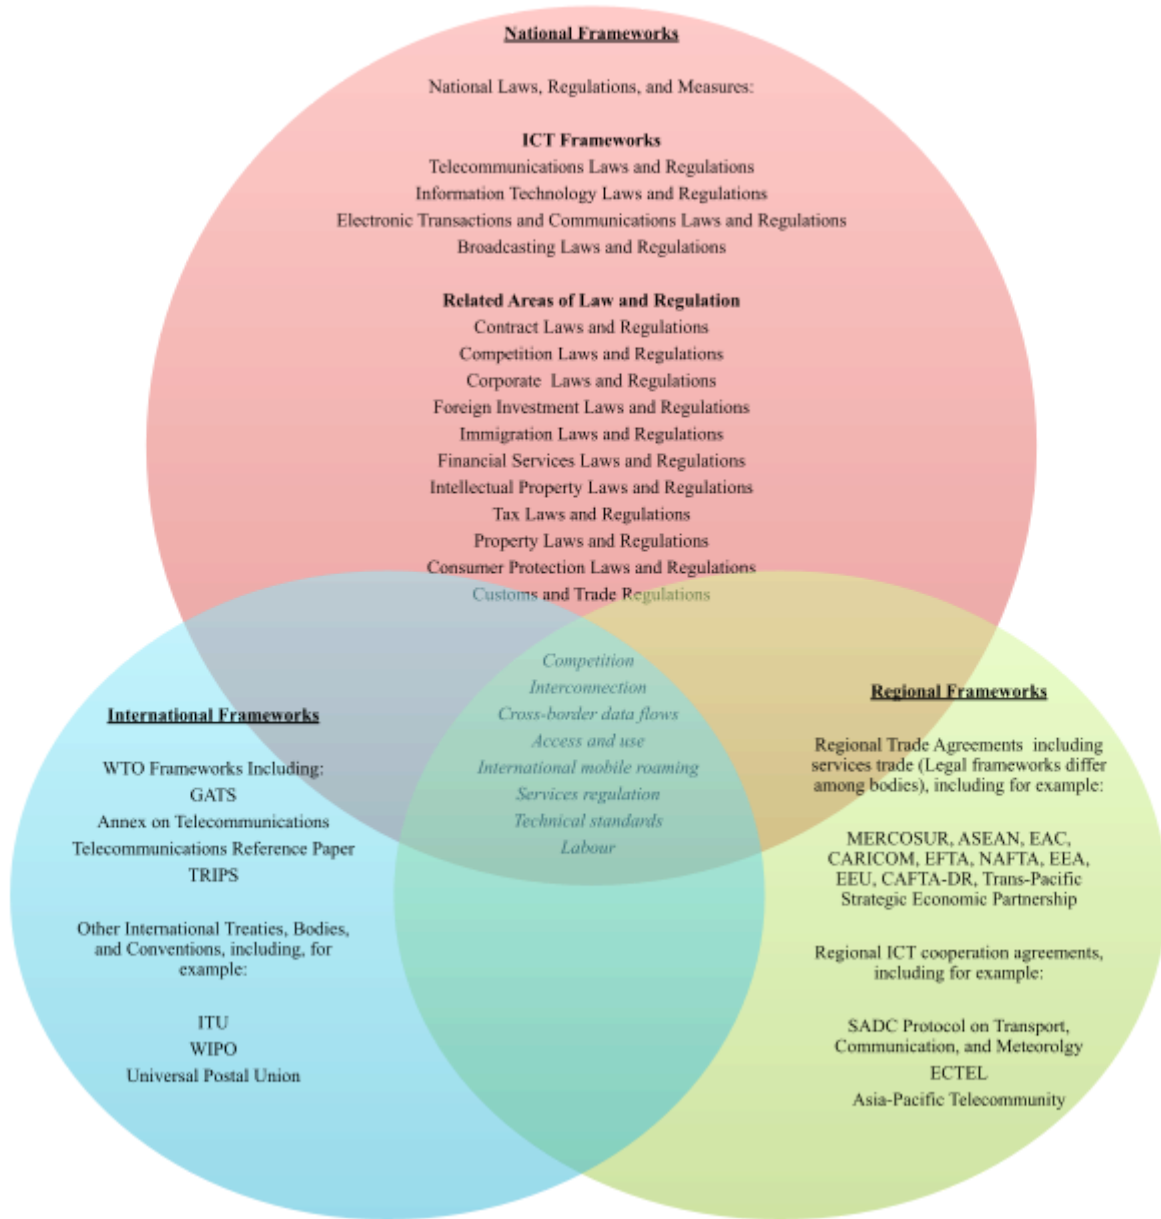 National Frameworks
National Laws, Regulations, and Measures:
ICT Frameworks
Telecommunications Laws and Regulations
Information Technology Laws and Regulations
Electronic Transactions and Communications Laws and Regulations
Broadcasting Laws and Regulations
Related Areas of Law and Regulation
Contract Laws and Regulations
Competition Laws and Regulations
Corporate Laws and Regulations
Foreign Investment Laws and Regulations
Immigration Laws and Regulations
Financial Services Laws and Regulations
Intellectual Property Laws and Regulations
Tax Laws and Regulations
Property Laws and Regulations
Consumer Protection Laws and Regulations
Customs and Trade Regulations
Competition
Interconnection
Cross-border data flows
Access and use
International mobile roaming
Services regulation
Technical standards
Labour
International Frameworks
WTO Frameworks Including:
GATS
Annex on Telecommunications
Telecommunications Reference Paper
TRIPS
Other International Treaties, Bodies,
and Conventions, including, for
example:
ITU
WIPO
Universal Postal Union
Regional Frameworks
Regional Trade Agreements including
services trade (Legal frameworks differ
among bodies), including for example:
MERCOSUR, ASEAN, EAC,
CARICOM, EFTA, NAFTA, EEA,
EEU, CAFTA-DR, Trans-Pacific
Strategic Economic Partnership
Regional ICT cooperation agreements,
including for example:
SADC Protocol on Transport,
Communication, and Meteorolgy
ECTEL
Asia-Pacific Telecommunity